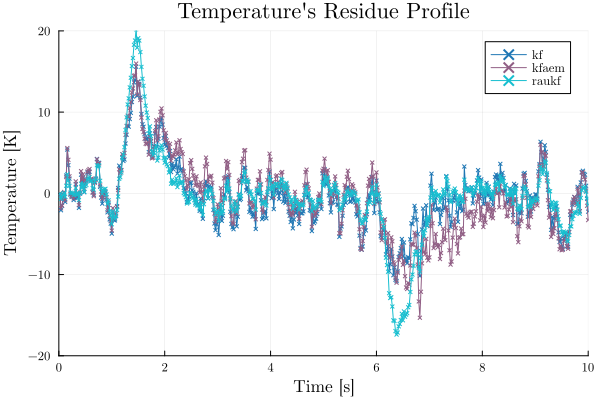 Temperature's Residue Profile
Temperature [K]
20
10
0
−10
−20
0 2 4 6 8 10
Time [s]
kf
kfaem
raukf